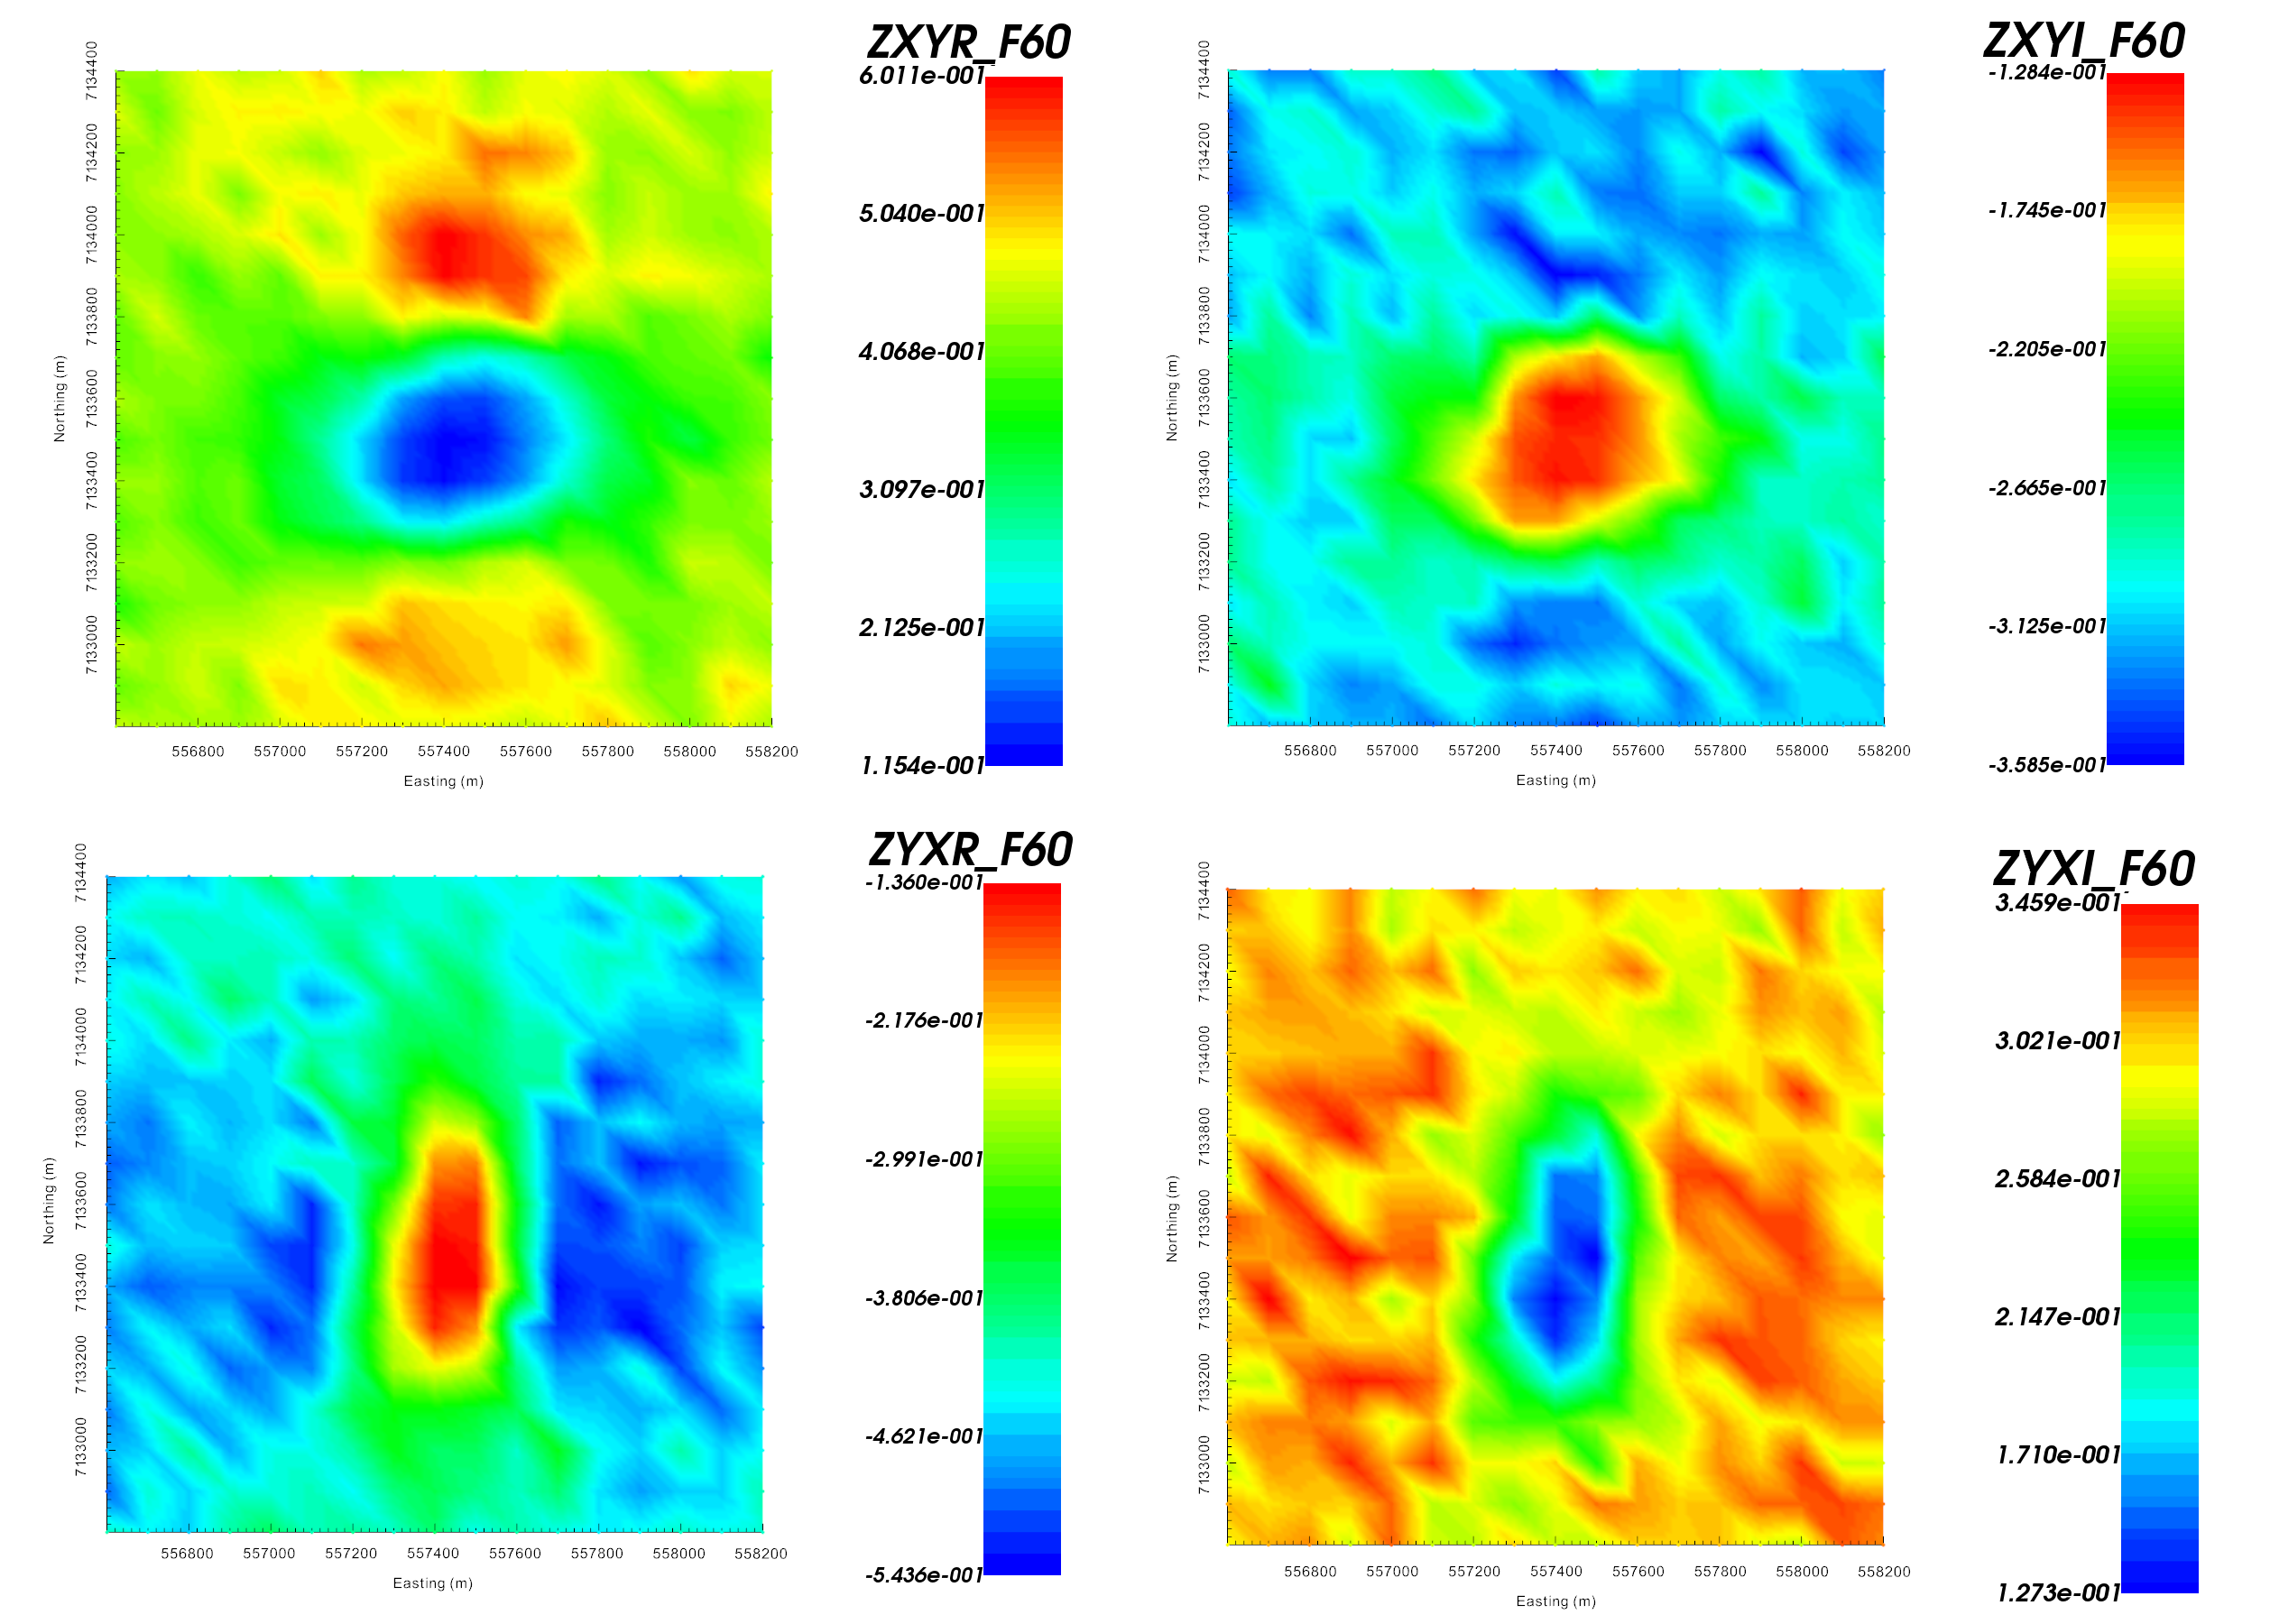 ZXYR_F60
6.011e-001
5.040e-001
4.068e-001
3.097e-001
2.125e-001
1.154e-001
7134400
7134200
7134000
7133800
7133600
7133400
7133200
7133000
Northing (m)
556800 557000 557200 557400 557600 557800 558000 558200
Easting (m)
ZXYI_F60
-1.284e-001
-1.745e-001
-2.205e-001
-2.665e-001
-3.125e-001
-3.585e-001
7134400
7134200
7134000
7133800
7133600
7133400
7133200
7133000
Northing (m)
556800 557000 557200 557400 557600 557800 558000 558200
Easting (m)
ZYXR_F60
-1.360e-001
-2.176e-001
-2.991e-001
-3.806e-001
-4.621e-001
-5.436e-001
7134400
7134200
7134000
7133800
7133600
7133400
7133200
7133000
Northing (m)
556800 557000 557200 557400 557600 557800 558000 558200
Easting (m)
ZYXI_F60
3.459e-001
3.021e-001
2.584e-001
2.147e-001
1.710e-001
1.273e-001
7134400
7134200
7134000
7133800
7133600
7133400
7133200
7133000
Northing (m)
556800 557000 557200 557400 557600 557800 558000 558200
Easting (m)